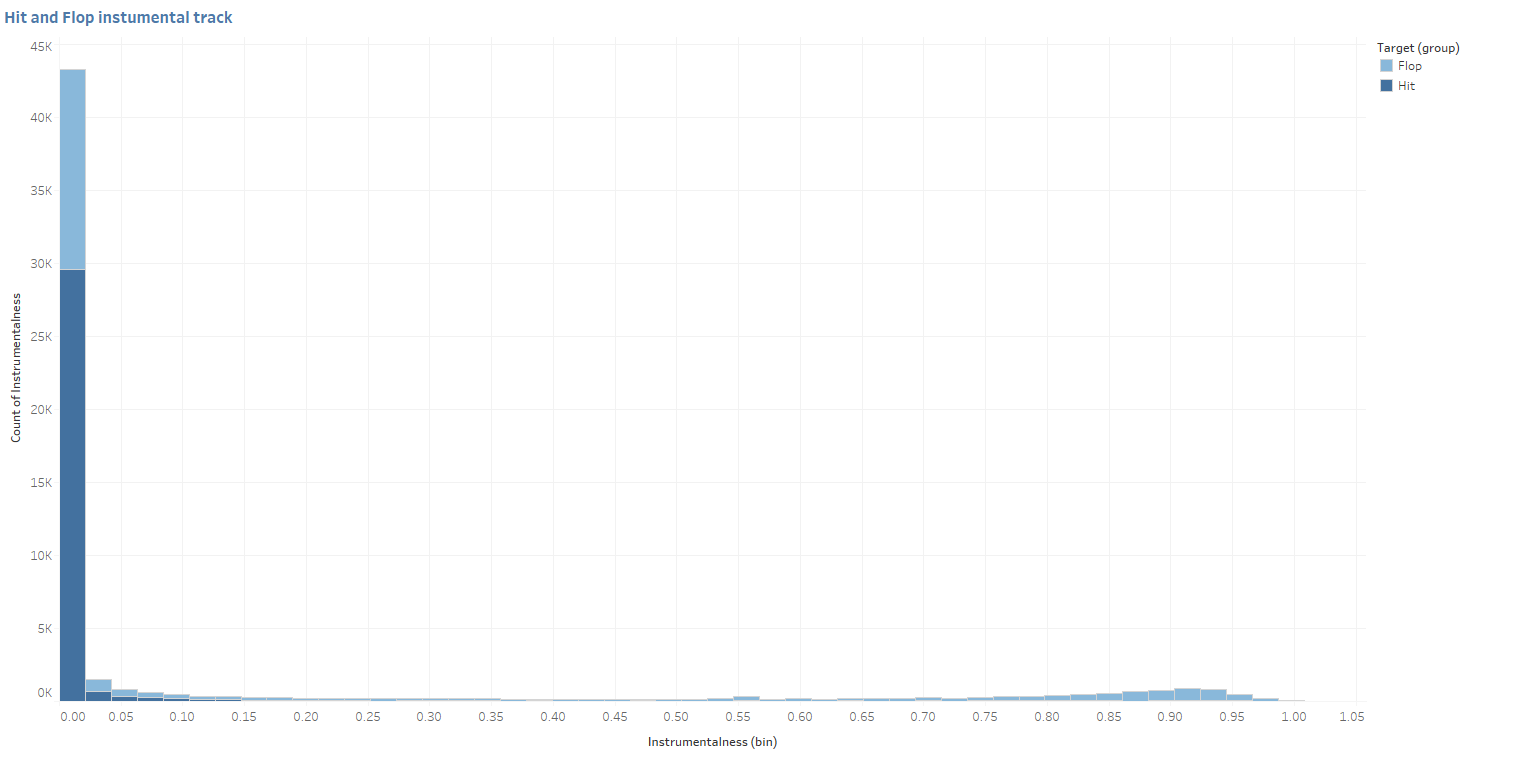 Hit and Flop instumental track
Target (group)
Flop
Hit
Count of Instrumentalness
45K
40K
35K
30K
25K
20K
15K
10K
5K
0K
0.00 0.05 0.10 0.15 0.20 0.25 0.30 0.35 0.40 0.45 0.50 0.55 0.60 0.65 0.70 0.75 0.80 0.85 0.90 0.95 1.00 1.05
Instrumentalness (bin)